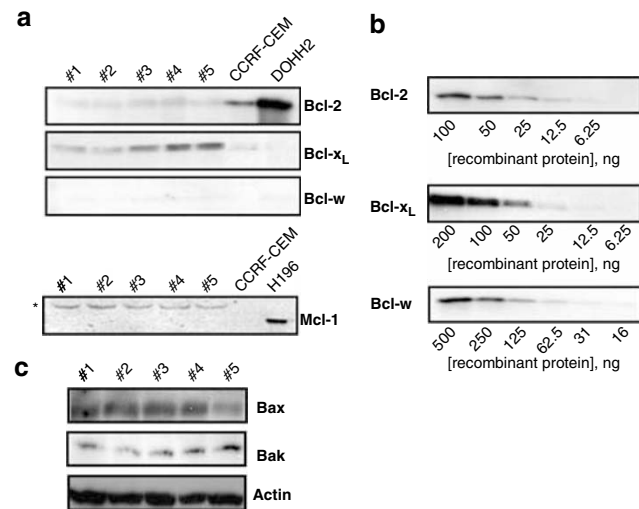 a
#1 #2 #3 #4 #5 CCRF-CEM DOHH2
Bcl-2
Bcl-xL
Bcl-w
#1 #2 #3 #4 #5 CCRF-CEM H196
* Mcl-1
b
Bcl-2
100 50 25 12.5 6.25
[recombinant protein], ng
Bcl-xL
200 100 50 25 12.5 6.25
[recombinant protein], ng
Bcl-w
500 250 125 62.5 31 16
[recombinant protein], ng
c
#1 #2 #3 #4 #5
Bax
Bak
Actin